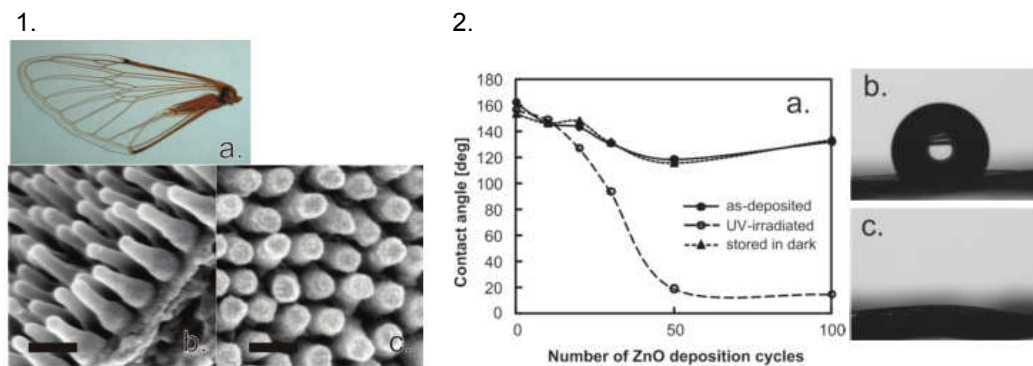 1.
a.
b.
c.
2.
Contact angle [deg]
180
160
140
120
100
80
60
40
20
0
a.
as-deposited
UV-irradiated
stored in dark
0
50
100
Number of ZnO deposition cycles
b.
c.